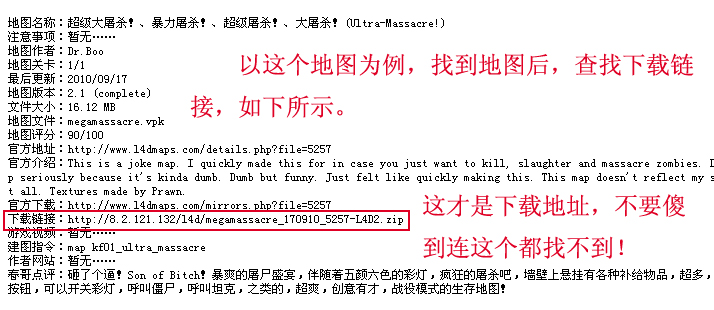 地图名称：超级大屠杀！、暴力屠杀！、超级屠杀！、大屠杀！(Ultra-Massacre!)
注意事项：暂无……
地图作者：Dr.Boo
地图关卡：1/1
最后更新：2010/09/17
地图版本：2.1 (complete)
文件大小：16.12 MB
地图文件：megamassacre.vpk
地图评分：90/100
以这个地图为例，找到地图后，查找下载链
接，如下所示。
官方地址：http://www.l4dmaps.com/details.php?file=5257
官方介绍：This is a joke map. I quickly made this for in case you just want to kill, slaughter and massacre zombies. D
p seriously because it's kinda dumb. Dumb but funny. Just felt like quickly making this. This map doesn't reflect my s
t all. Textures made by Prawn.
官方下载：http://www.l4dmaps.com/mirrors.php?file=5257
下载链接：http://8.2.121.132/l4d/megamassacre_170910_5257-L4D2.zip
这才是下载地址，不要傻
到连这个都找不到！
游戏视频：暂无……
建图指令：map kf01_ultra_massacre
作者网站：暂无……
春哥点评：砸了个逼！Son of Bitch！暴爽的屠尸盛宴，伴随着五颜六色的彩灯，疯狂的屠杀吧，墙壁上悬挂有各种补给物品，超多，
按钮，可以开关彩灯，呼叫僵尸，呼叫坦克，之类的，超爽，创意有才，战役模式的生存地图！